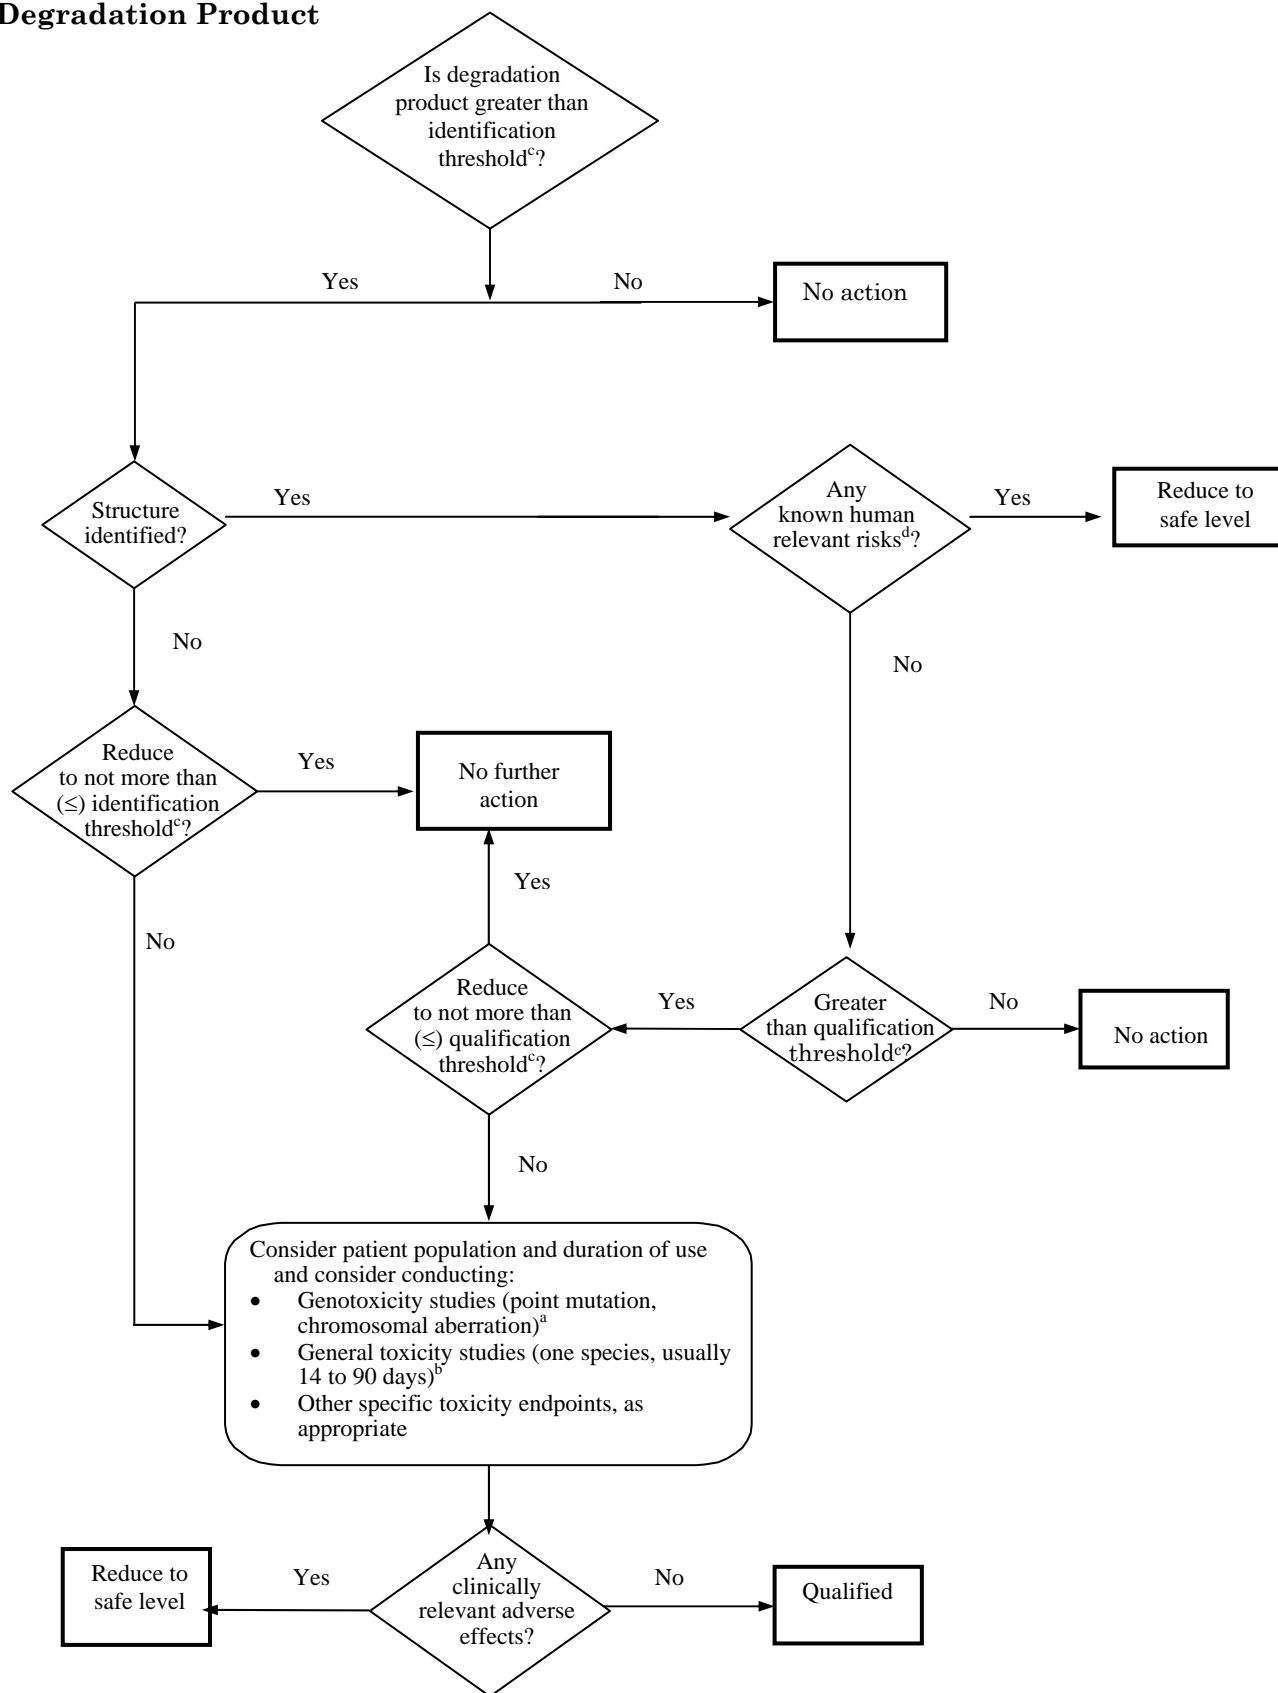 Degradation Product
Is degradation
product greater than
identification
thresholdᶜ?
Yes
No
No action
Structure
identified?
Yes
Any
known human
relevant risksᵈ?
Yes
Reduce to
safe level
No
No
Reduce
to not more than
(≤) identification
thresholdᶜ?
Yes
No further
action
Yes
No
Reduce
to not more than
(≤) qualification
thresholdᶜ?
Yes
Greater
than qualification
thresholdᶜ?
No
No action
No
Consider patient population and duration of use
and consider conducting:
• Genotoxicity studies (point mutation,
chromosomal aberration)ᵃ
• General toxicity studies (one species, usually
14 to 90 days)ᵇ
• Other specific toxicity endpoints, as
appropriate
Reduce to
safe level
Yes
Any
clinically
relevant adverse
effects?
No
Qualified